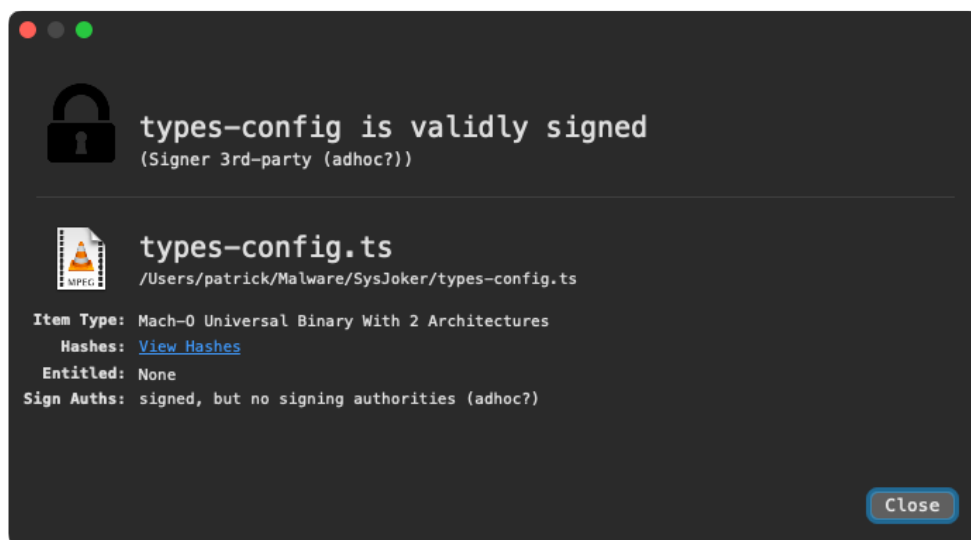 types-config is validly signed
(Signer 3rd-party (adhoc?))
types-config.ts
MPEG
/Users/patrick/Malware/SysJoker/types-config.ts
Item Type: Mach-O Universal Binary With 2 Architectures
Hashes: View Hashes
Entitled: None
Sign Auths: signed, but no signing authorities (adhoc?)
Close